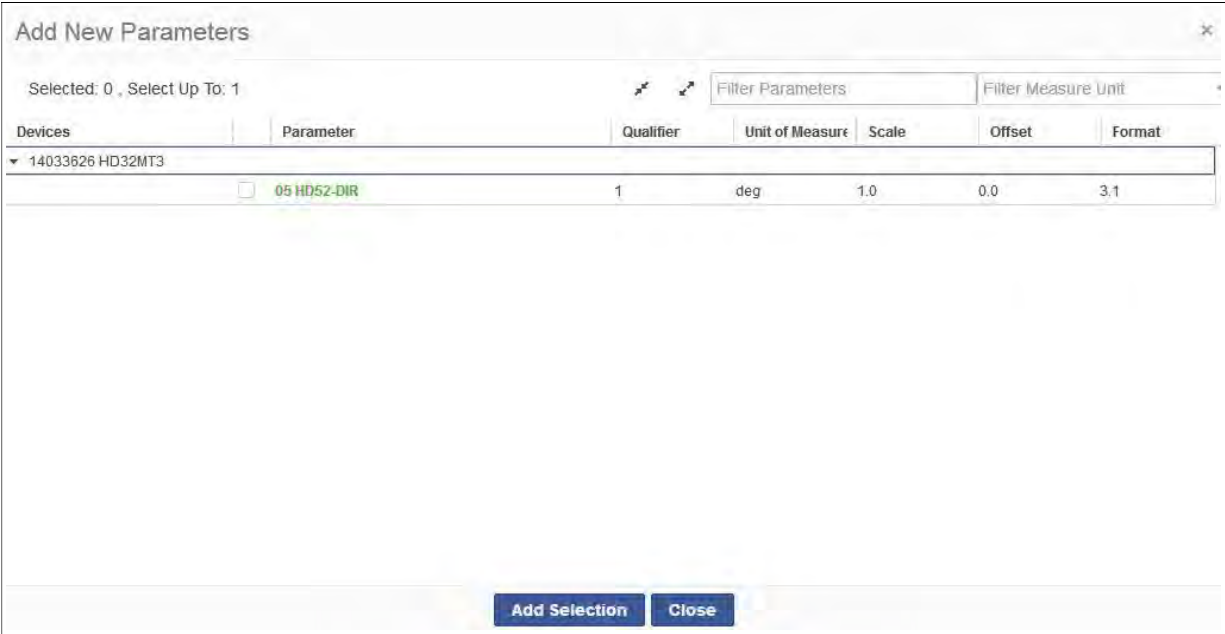 Add New Parameters ×
Selected: 0 , Select Up To: 1 Filter Parameters Filter Measure Unit
Devices Parameter Qualifier Unit of Measure Scale Offset Format
14033626 HD32MT3
05 HD52-DIR 1 deg 1.0 0.0 3.1
Add Selection Close